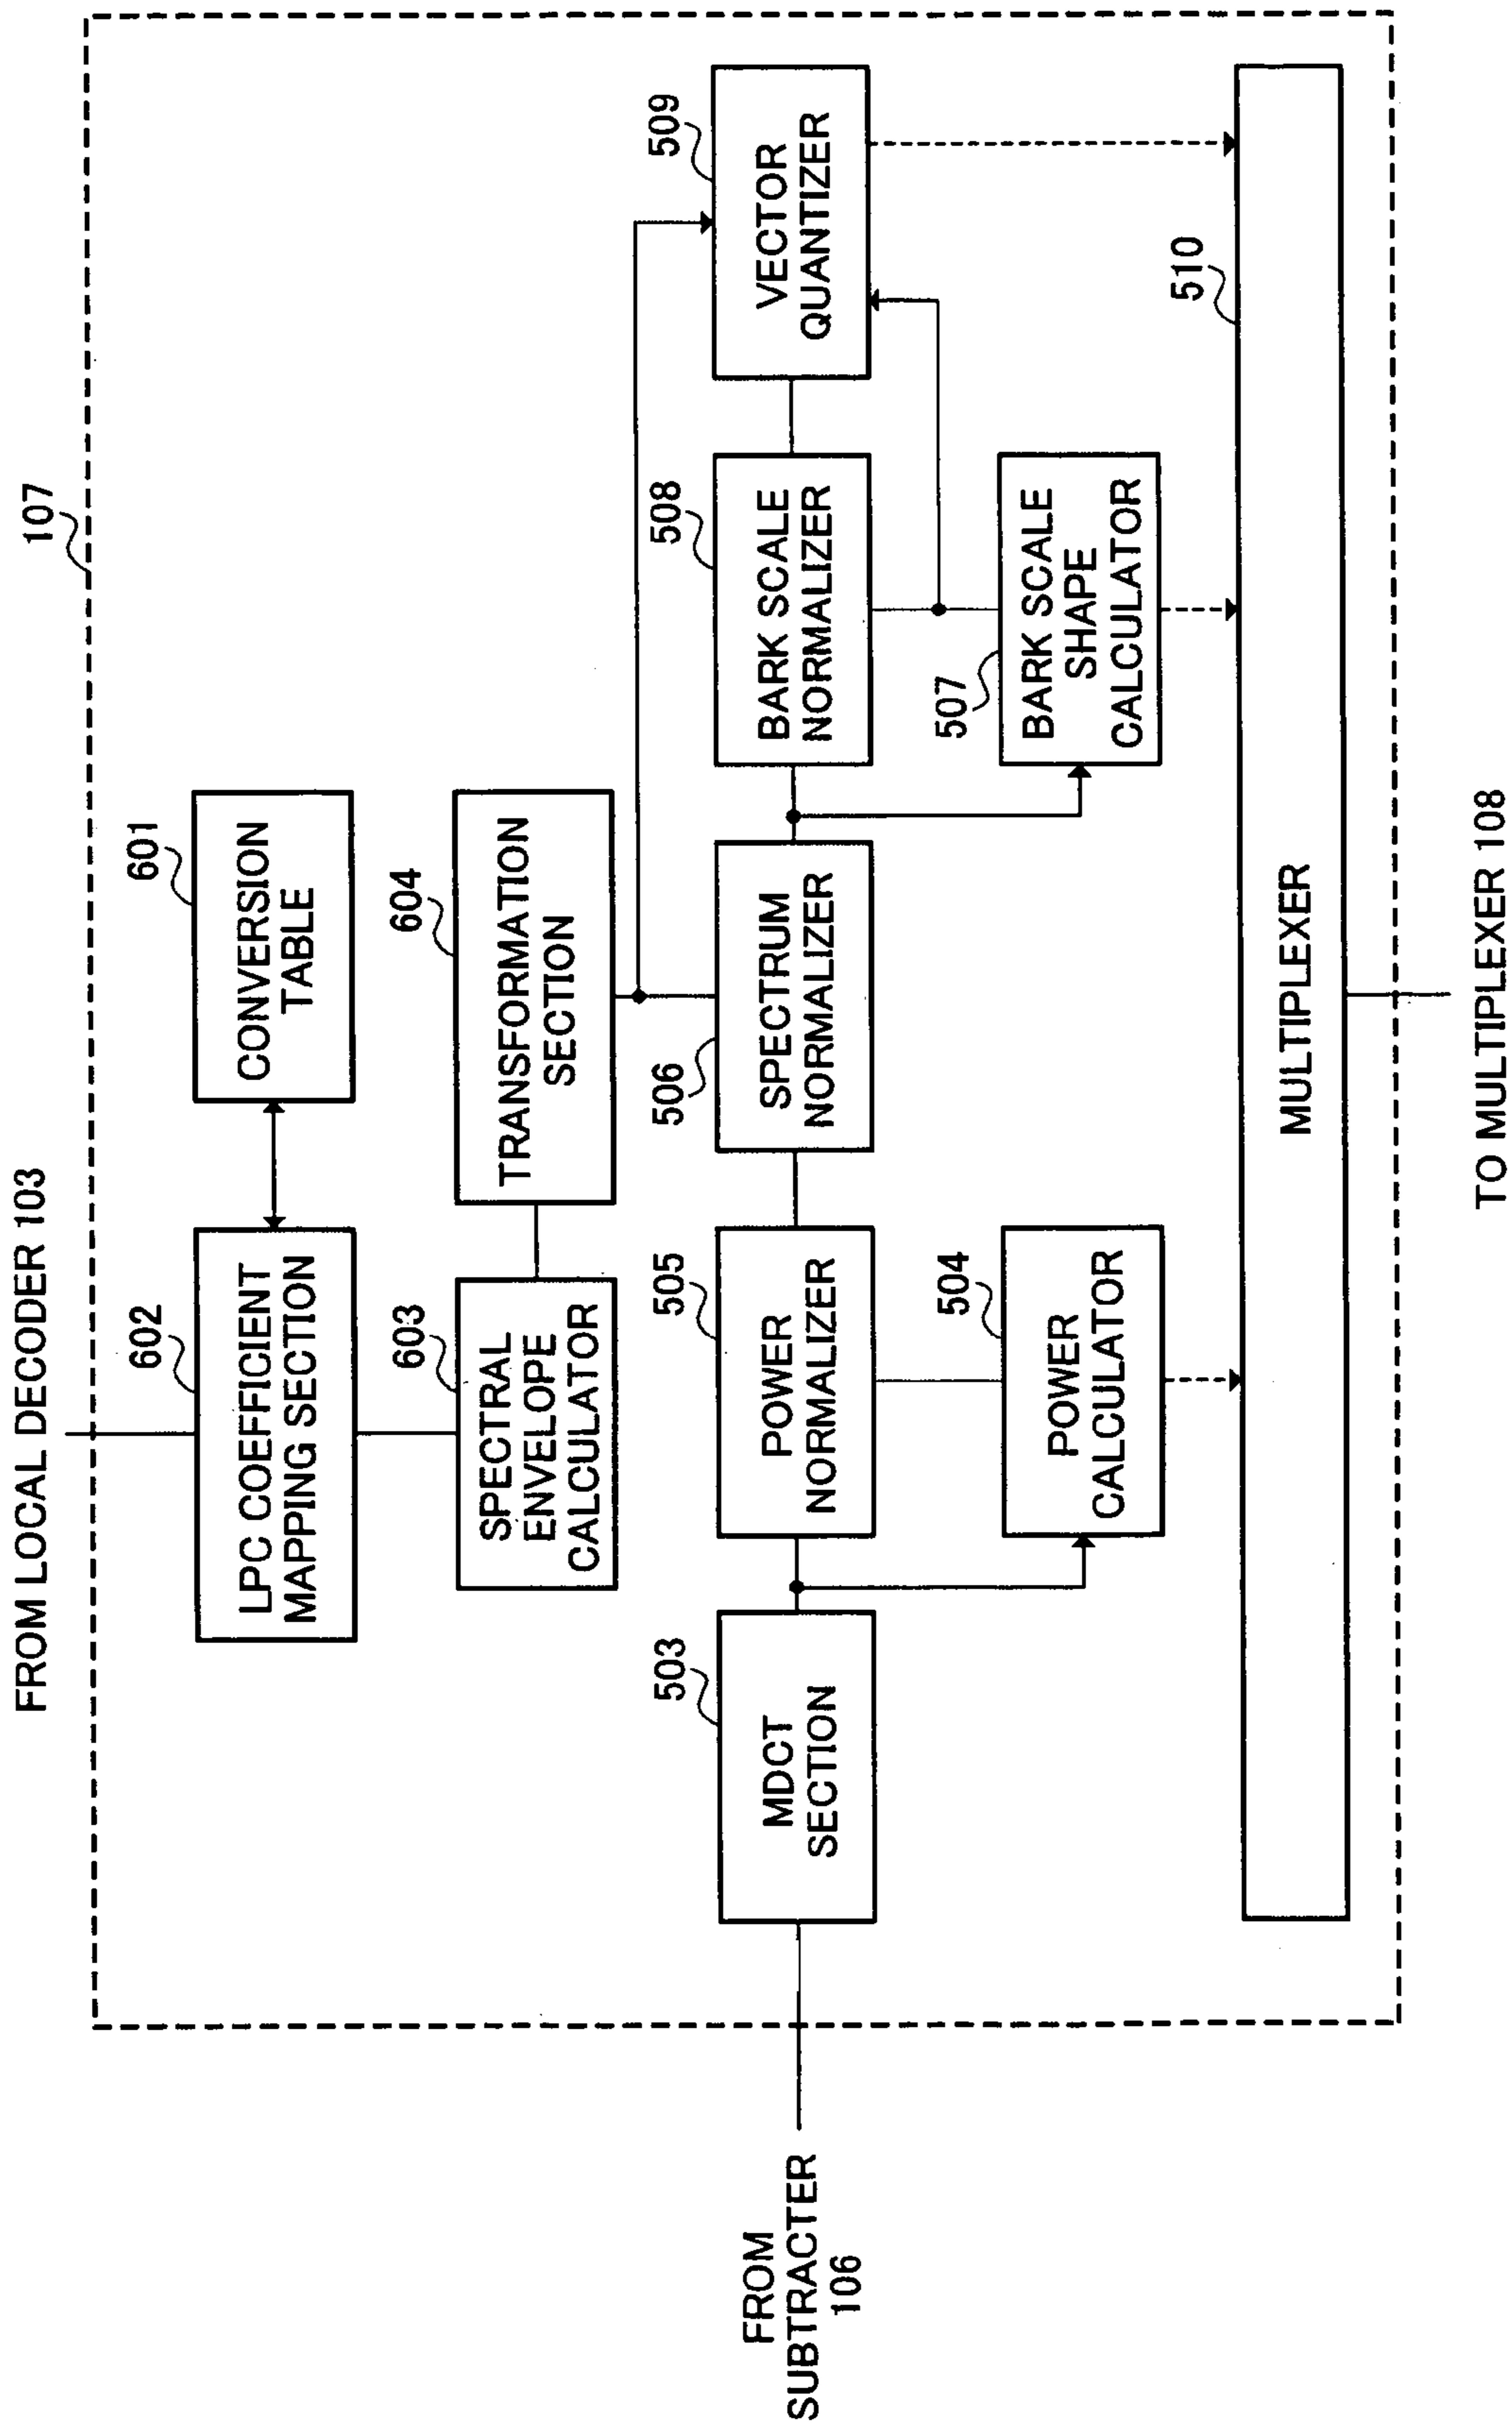 FROM LOCAL DECODER 103
107
602
LPC COEFFICIENT
MAPPING SECTION
601
CONVERSION
TABLE
603
SPECTRAL
ENVELOPE
CALCULATOR
604
TRANSFORMATION
SECTION
FROM
SUBTRACTER
106
503
MDCT
SECTION
505
POWER
NORMALIZER
506
SPECTRUM
NORMALIZER
508
BARK SCALE
NORMALIZER
509
VECTOR
QUANTIZER
504
POWER
CALCULATOR
507
BARK SCALE
SHAPE
CALCULATOR
510
MULTIPLEXER
TO MULTIPLEXER 108